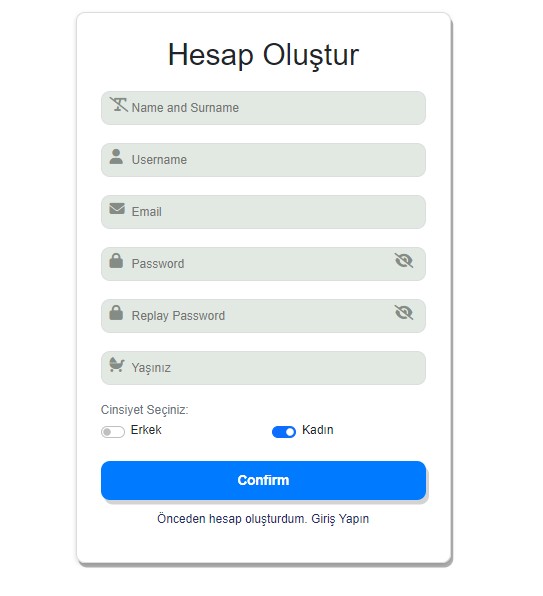 Hesap Oluştur
Name and Surname
Username
Email
Password
Replay Password
Yaşınız
Cinsiyet Seçiniz:
Erkek Kadın
Confirm
Önceden hesap oluşturdum. Giriş Yapın